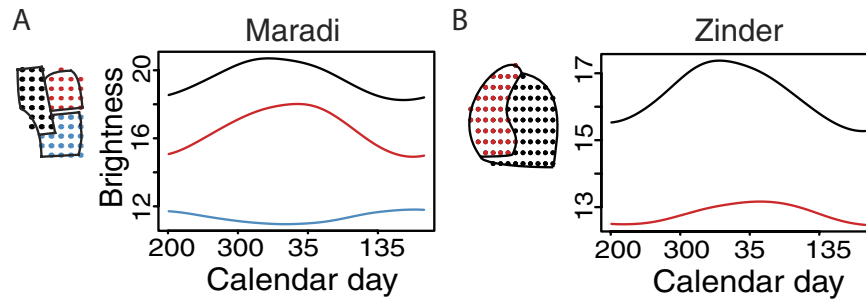 A
Maradi
Brightness
20
16
12
200
300
35
135
Calendar day
B
Zinder
17
15
13
200
300
35
135
Calendar day